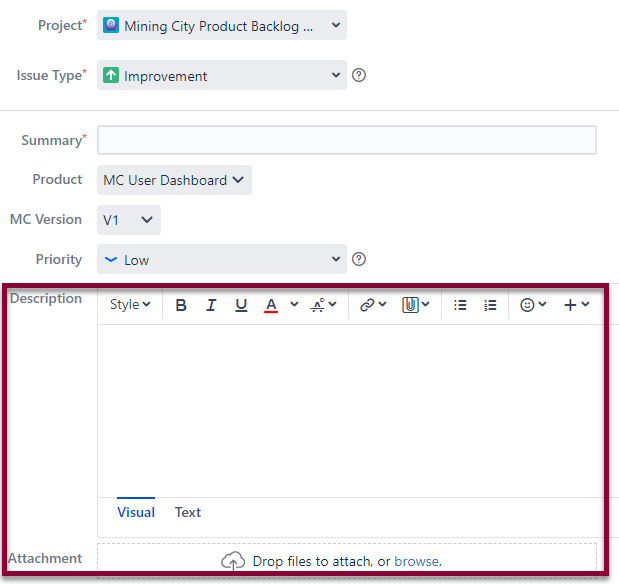 Project* Mining City Product Backlog ...
Issue Type* Improvement ?
Summary*
Product MC User Dashboard
MC Version V1
Priority Low ?
Description Style B I U A
Visual Text
Attachment Drop files to attach, or browse.